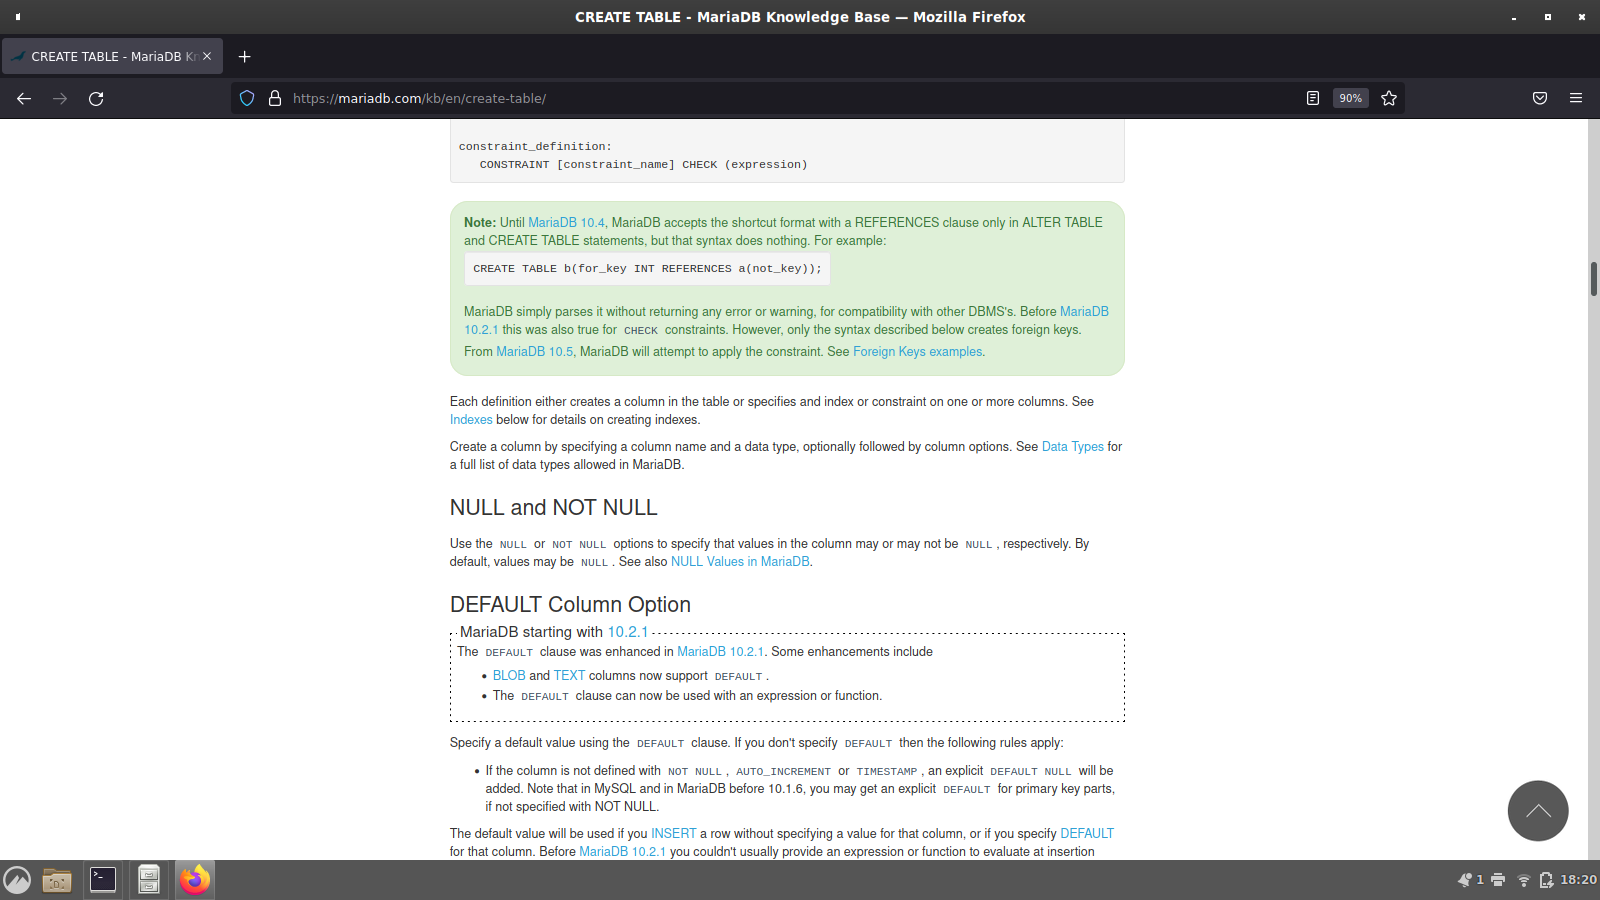 CREATE TABLE - MariaDB Knowledge Base — Mozilla Firefox
CREATE TABLE - MariaDB Kn
https://mariadb.com/kb/en/create-table/
90%
constraint_definition:
CONSTRAINT [constraint_name] CHECK (expression)
Note: Until MariaDB 10.4, MariaDB accepts the shortcut format with a REFERENCES clause only in ALTER TABLE
and CREATE TABLE statements, but that syntax does nothing. For example:
CREATE TABLE b(for_key INT REFERENCES a(not_key));
MariaDB simply parses it without returning any error or warning, for compatibility with other DBMS's. Before MariaDB
10.2.1 this was also true for CHECK constraints. However, only the syntax described below creates foreign keys.
From MariaDB 10.5, MariaDB will attempt to apply the constraint. See Foreign Keys examples.
Each definition either creates a column in the table or specifies and index or constraint on one or more columns. See
Indexes below for details on creating indexes.
Create a column by specifying a column name and a data type, optionally followed by column options. See Data Types for
a full list of data types allowed in MariaDB.
NULL and NOT NULL
Use the NULL or NOT NULL options to specify that values in the column may or may not be NULL , respectively. By
default, values may be NULL . See also NULL Values in MariaDB.
DEFAULT Column Option
MariaDB starting with 10.2.1
The DEFAULT clause was enhanced in MariaDB 10.2.1. Some enhancements include
• BLOB and TEXT columns now support DEFAULT .
• The DEFAULT clause can now be used with an expression or function.
Specify a default value using the DEFAULT clause. If you don't specify DEFAULT then the following rules apply:
• If the column is not defined with NOT NULL , AUTO_INCREMENT or TIMESTAMP , an explicit DEFAULT NULL will be
added. Note that in MySQL and in MariaDB before 10.1.6, you may get an explicit DEFAULT for primary key parts,
if not specified with NOT NULL.
The default value will be used if you INSERT a row without specifying a value for that column, or if you specify DEFAULT
for that column. Before MariaDB 10.2.1 you couldn't usually provide an expression or function to evaluate at insertion
1
18:20